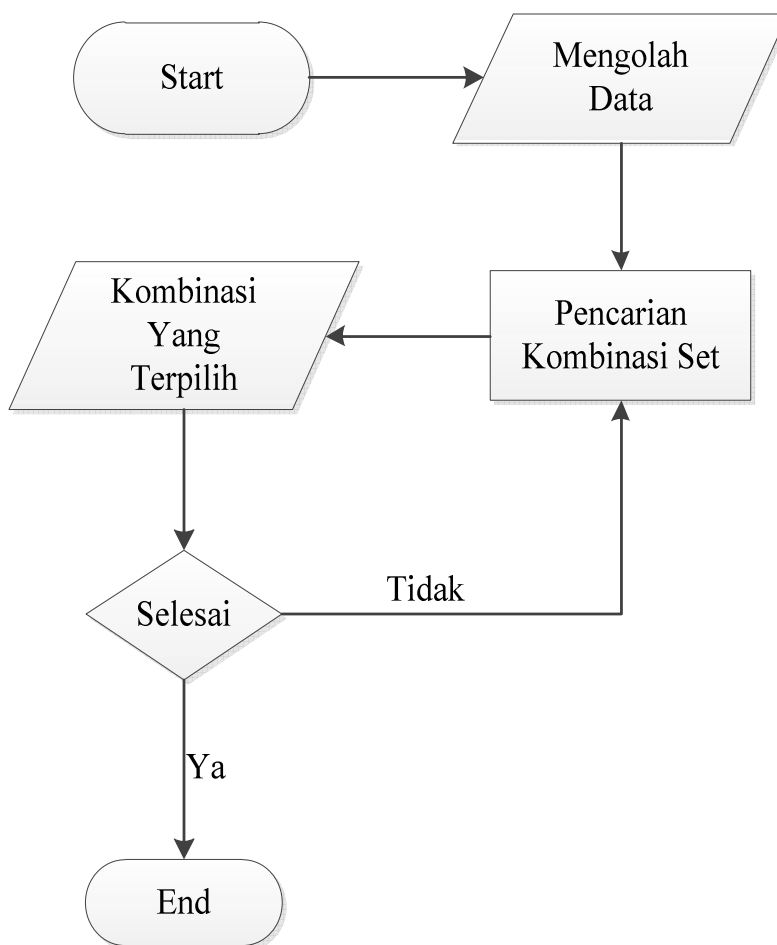 Start
Mengolah
Data
Pencarian
Kombinasi Set
Kombinasi
Yang
Terpilih
Selesai
Tidak
Ya
End